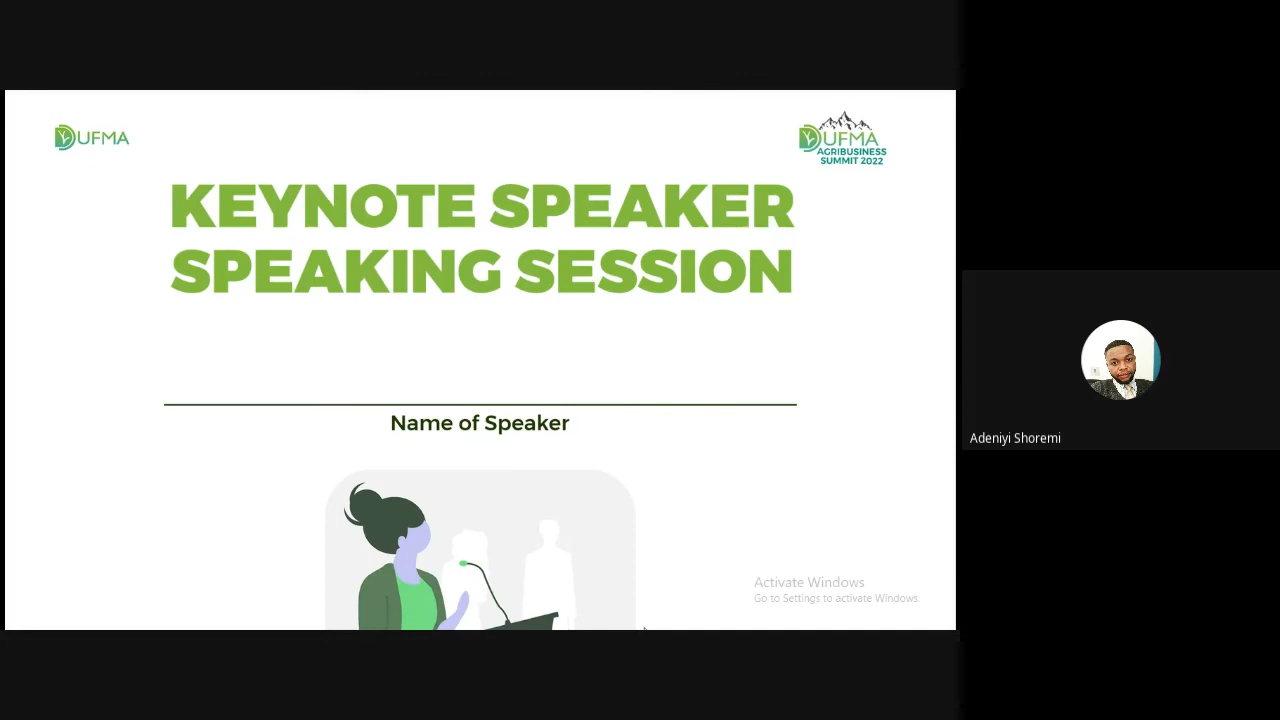 DUFMA
DUFMA
AGRIBUSINESS
SUMMIT 2022
KEYNOTE SPEAKER
SPEAKING SESSION
Name of Speaker
Activate Windows
Go to Settings to activate Windows.
Adeniyi Shoremi